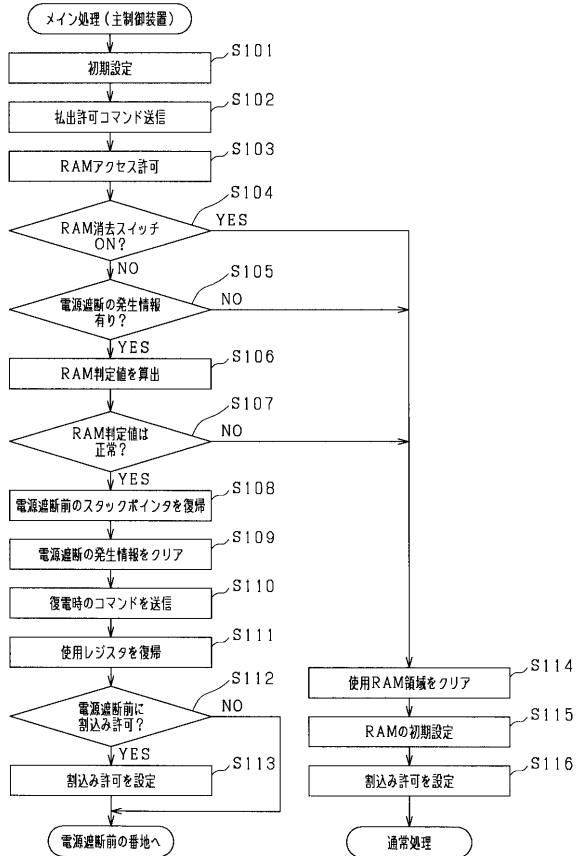 メイン処理(主制御装置)
S101
初期設定
S102
払出許可コマンド送信
S103
RAMアクセス許可
S104
RAM消去スイッチ
ON?
YES
NO
S105
電源遮断の発生情報
有り?
NO
YES
S106
RAM判定値を算出
S107
RAM判定値は
正常?
NO
YES
S108
電源遮断前のスタックポインタを復帰
S109
電源遮断の発生情報をクリア
S110
復電時のコマンドを送信
S111
使用レジスタを復帰
S112
電源遮断前に
割込み許可?
NO
YES
S113
割込み許可を設定
電源遮断前の番地へ
S114
使用RAM領域をクリア
S115
RAMの初期設定
S116
割込み許可を設定
通常処理